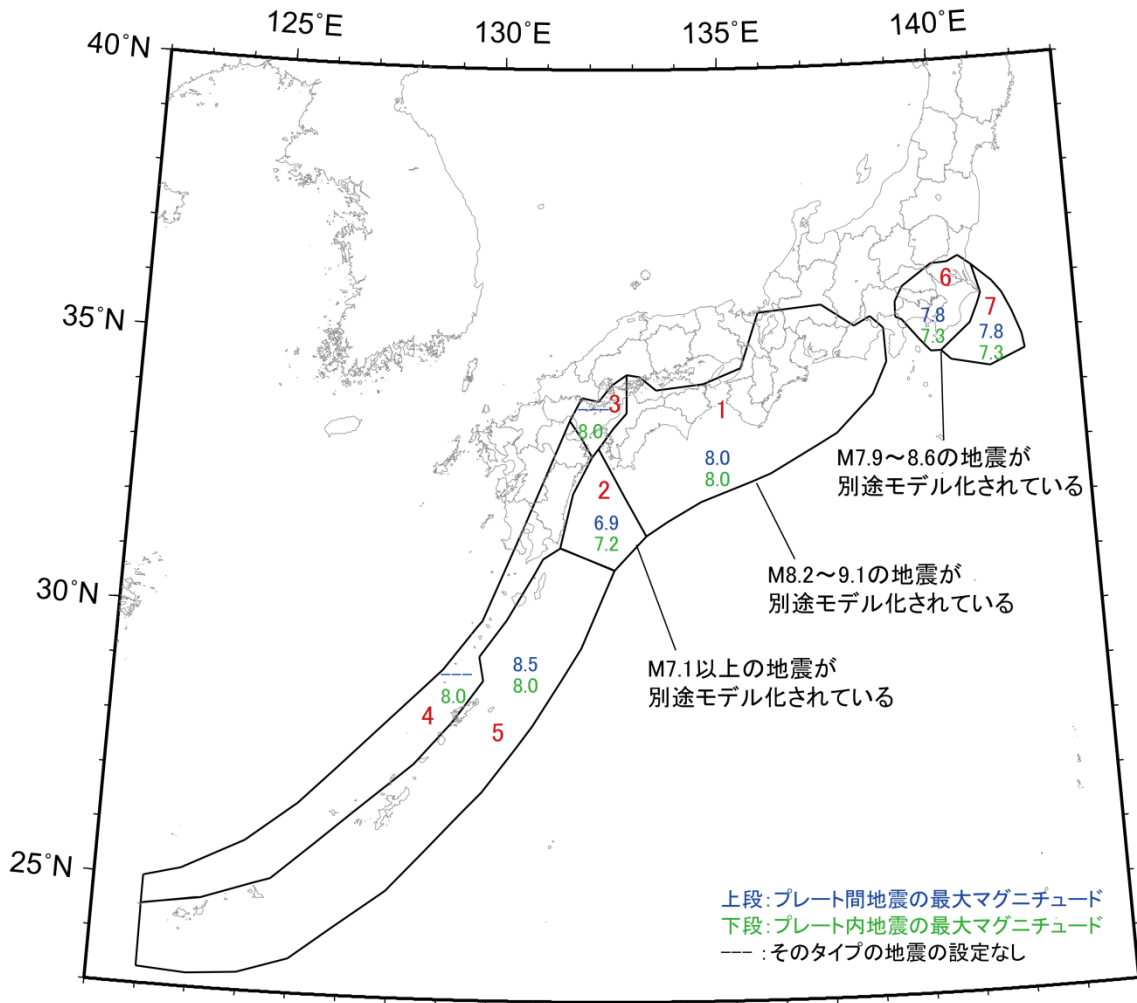 125°E
130°E
135°E
140°E
40°N
35°N
30°N
25°N
6
7.8
7.3
7
7.8
7.3
3
---
8.0
1
8.0
8.0
M7.9～8.6の地震が
別途モデル化されている
2
6.9
7.2
M8.2～9.1の地震が
別途モデル化されている
M7.1以上の地震が
別途モデル化されている
8.5
8.0
5
---
8.0
4
上段：プレート間地震の最大マグニチュード
下段：プレート内地震の最大マグニチュード
--- ：そのタイプの地震の設定なし